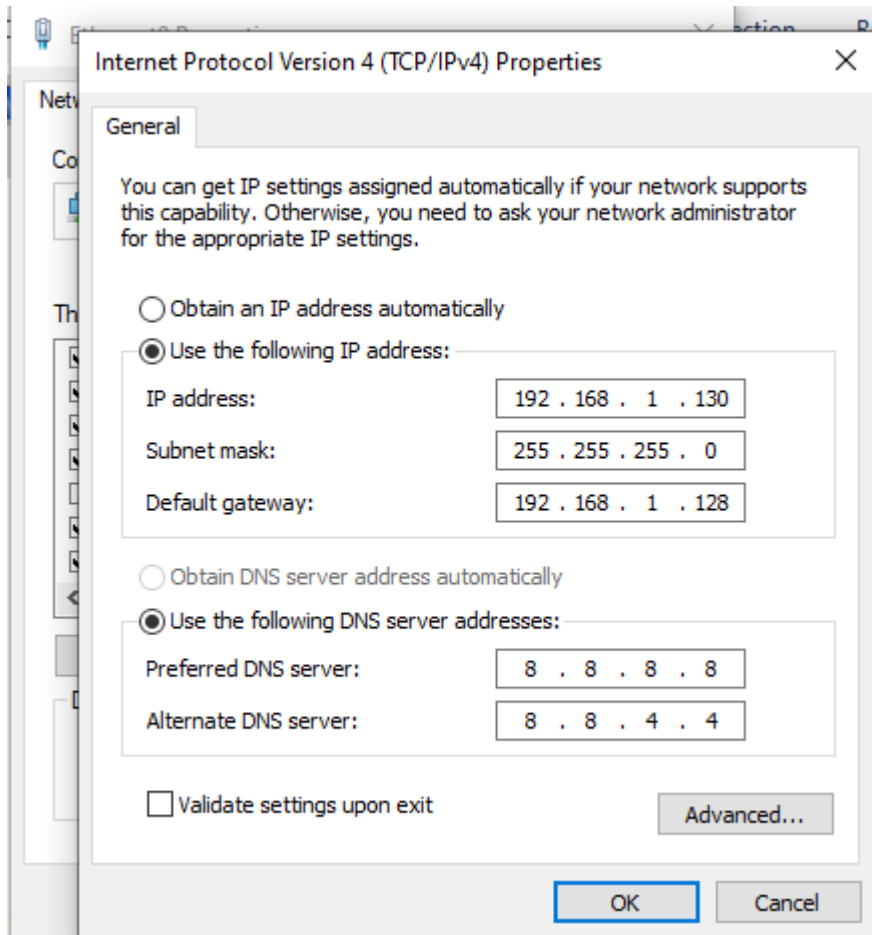 Internet Protocol Version 4 (TCP/IPv4) Properties
General
You can get IP settings assigned automatically if your network supports
this capability. Otherwise, you need to ask your network administrator
for the appropriate IP settings.
Obtain an IP address automatically
Use the following IP address:
IP address: 192 . 168 . 1 . 130
Subnet mask: 255 . 255 . 255 . 0
Default gateway: 192 . 168 . 1 . 128
Obtain DNS server address automatically
Use the following DNS server addresses:
Preferred DNS server: 8 . 8 . 8 . 8
Alternate DNS server: 8 . 8 . 4 . 4
Validate settings upon exit
Advanced...
OK Cancel